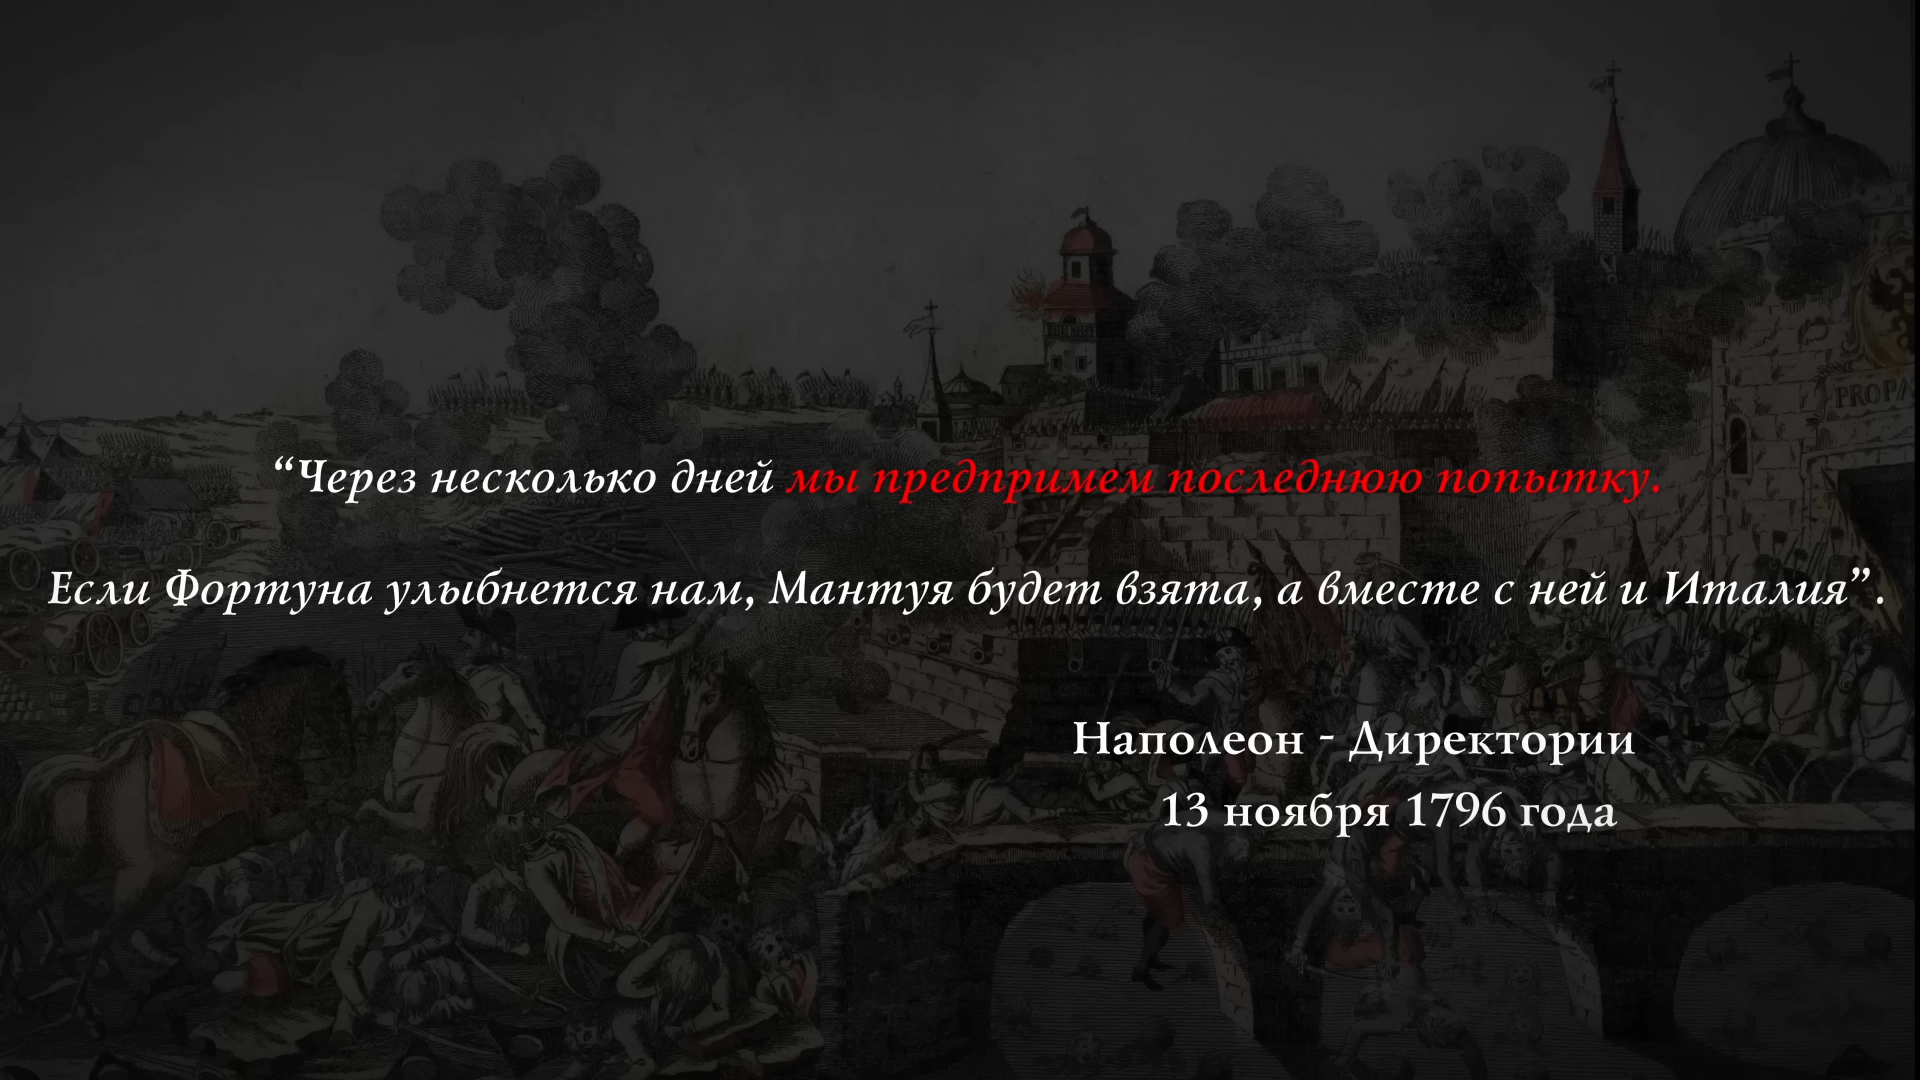 PROPA
“Через несколько дней мы предпримем последнюю попытку.
Если Фортуна улыбнется нам, Мантуя будет взята, а вместе с ней и Италия”.
Наполеон - Директории
13 ноября 1796 года